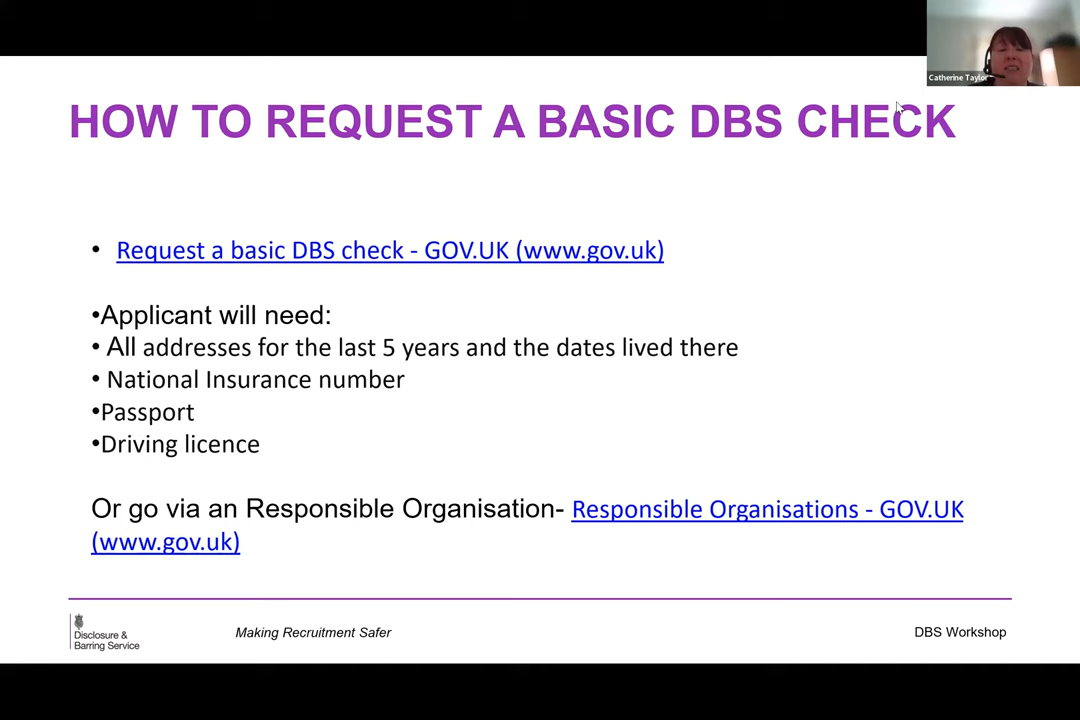 Catherine Taylor
HOW TO REQUEST A BASIC DBS CHECK
• Request a basic DBS check - GOV.UK (www.gov.uk)
•Applicant will need:
• All addresses for the last 5 years and the dates lived there
• National Insurance number
•Passport
•Driving licence
Or go via an Responsible Organisation- Responsible Organisations - GOV.UK
(www.gov.uk)
Disclosure &
Barring Service
Making Recruitment Safer
DBS Workshop